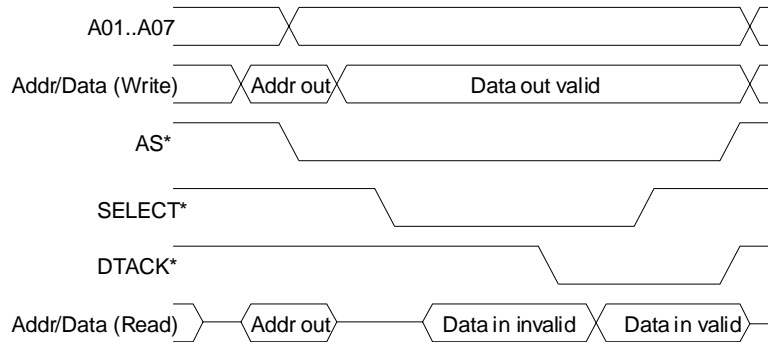 A01..A07
Addr/Data (Write) Addr out Data out valid
AS*
SELECT*
DTACK*
Addr/Data (Read) Addr out Data in invalid Data in valid